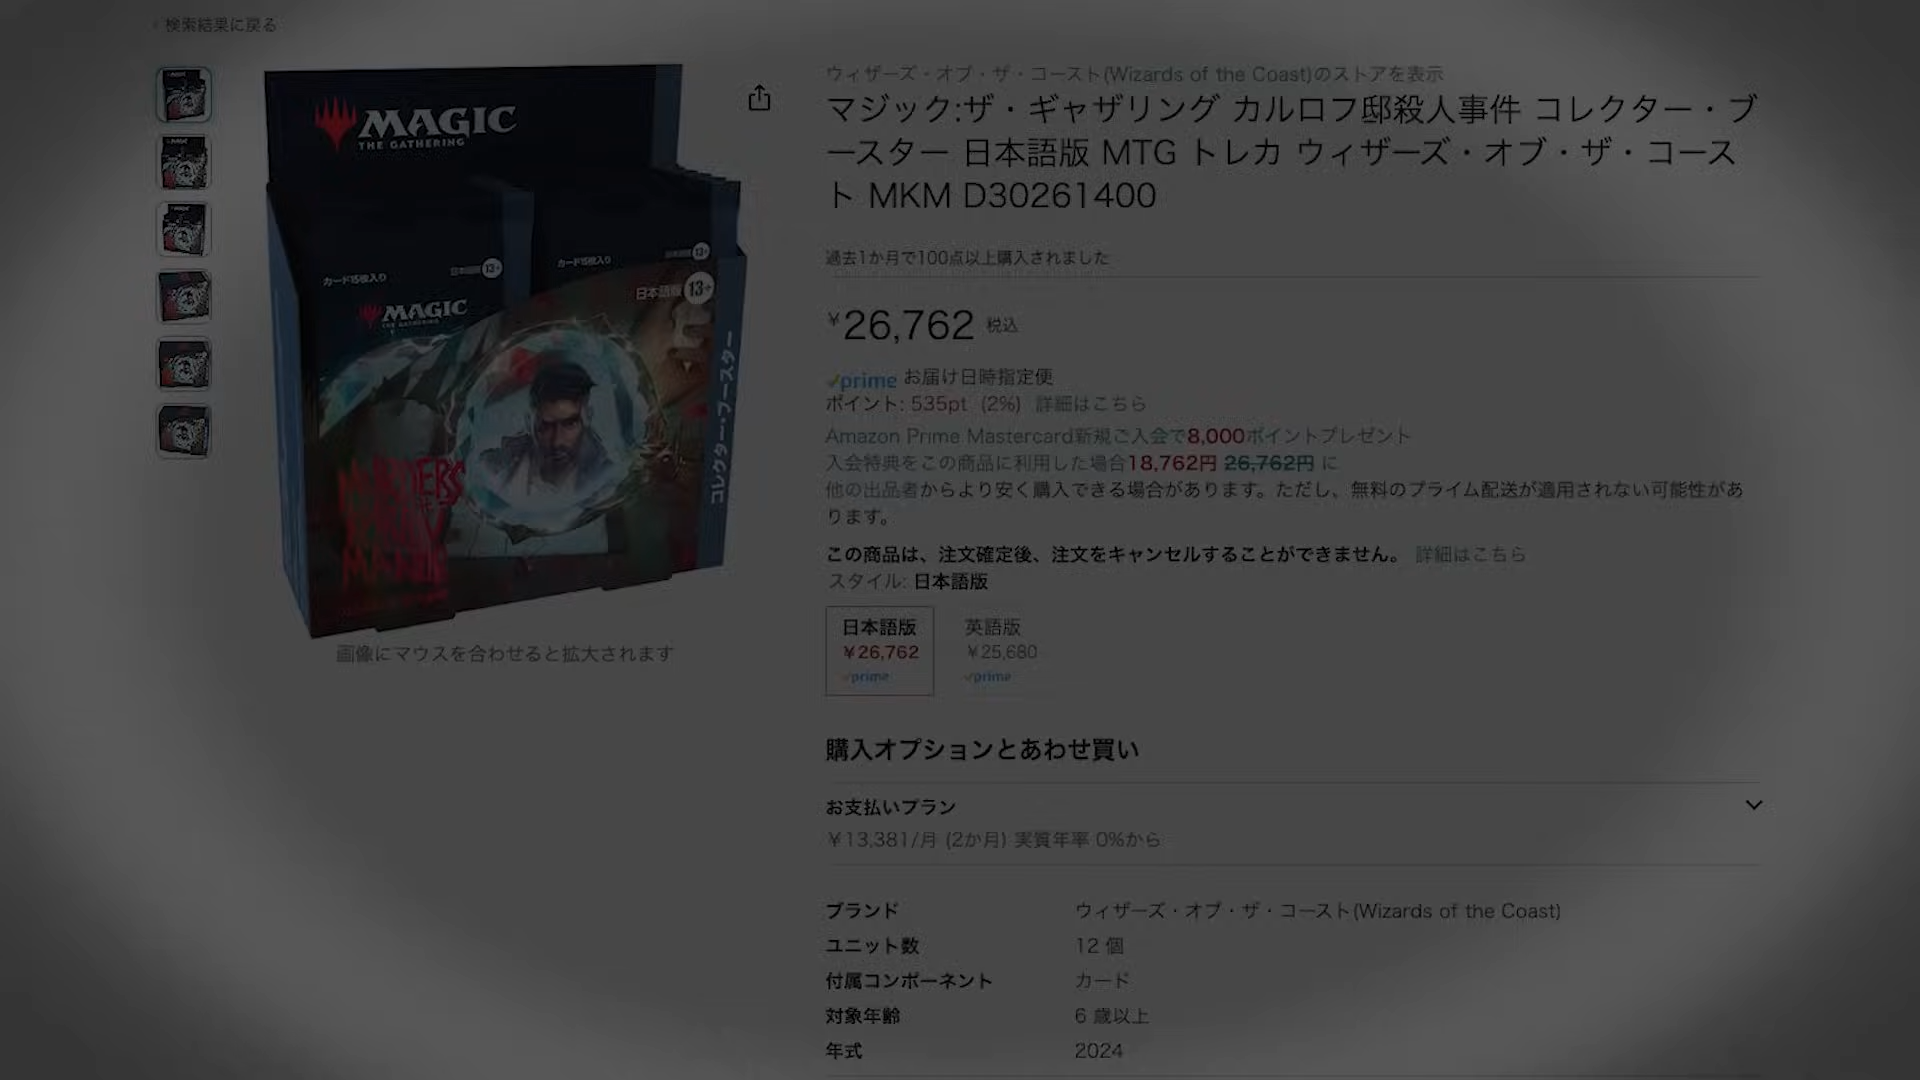 ‹ 検索結果に戻る
MAGIC
THE GATHERING
カード15枚入り
日本語版 13+
カード15枚入り
日本語版 13+
日本語版 13+
MAGIC
THE GATHERING
コレクター・ブースター
画像にマウスを合わせると拡大されます
ウィザーズ・オブ・ザ・コースト(Wizards of the Coast)のストアを表示
マジック:ザ・ギャザリング カルロフ邸殺人事件 コレクター・ブ
ースター 日本語版 MTG トレカ ウィザーズ・オブ・ザ・コース
ト MKM D30261400
過去1か月で100点以上購入されました
¥26,762 税込
prime お届け日時指定便
ポイント: 535pt (2%) 詳細はこちら
Amazon Prime Mastercard新規ご入会で8,000ポイントプレゼント
入会特典をこの商品に利用した場合18,762円 26,762円 に
他の出品者からより安く購入できる場合があります。ただし、無料のプライム配送が適用されない可能性があ
ります。
この商品は、注文確定後、注文をキャンセルすることができません。 詳細はこちら
スタイル: 日本語版
日本語版
¥26,762
prime
英語版
¥25,680
prime
購入オプションとあわせ買い
お支払いプラン
¥13,381/月 (2か月) 実質年率 0%から
ブランド ウィザーズ・オブ・ザ・コースト(Wizards of the Coast)
ユニット数 12 個
付属コンポーネント カード
対象年齢 6 歳以上
年式 2024